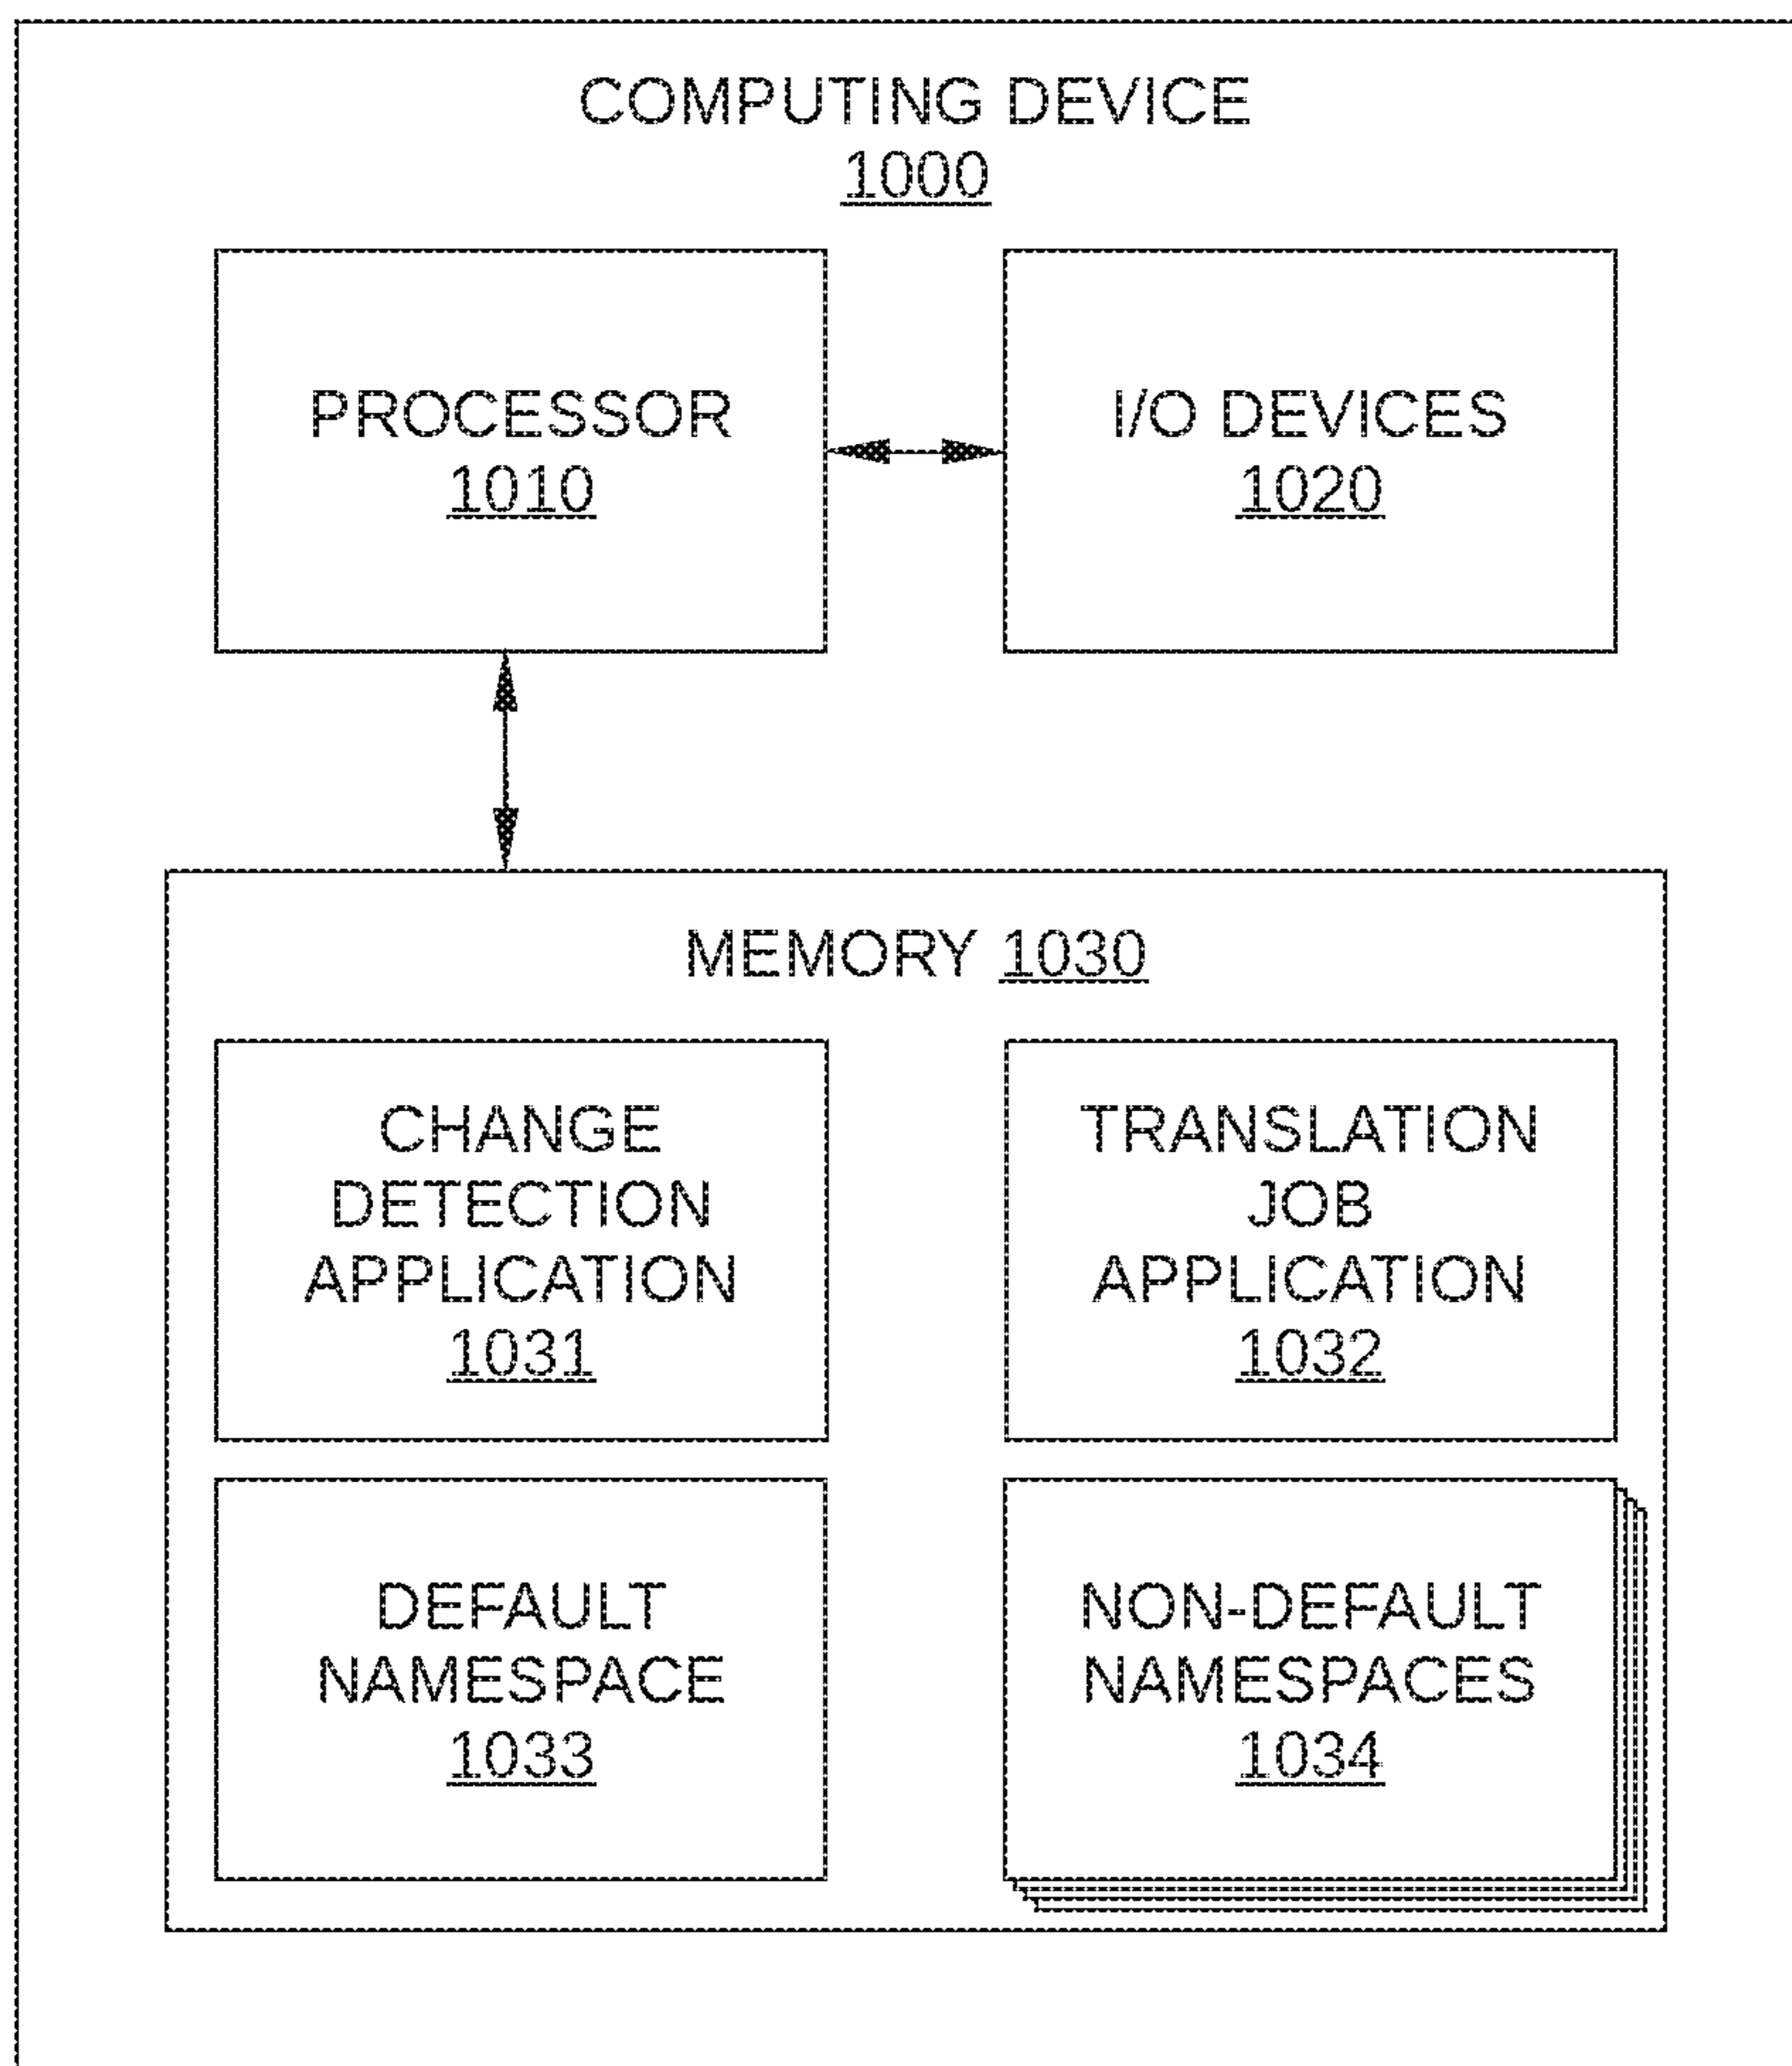 COMPUTING DEVICE
1000
PROCESSOR
1010
I/O DEVICES
1020
MEMORY 1030
CHANGE
DETECTION
APPLICATION
1031
TRANSLATION
JOB
APPLICATION
1032
DEFAULT
NAMESPACE
1033
NON-DEFAULT
NAMESPACES
1034